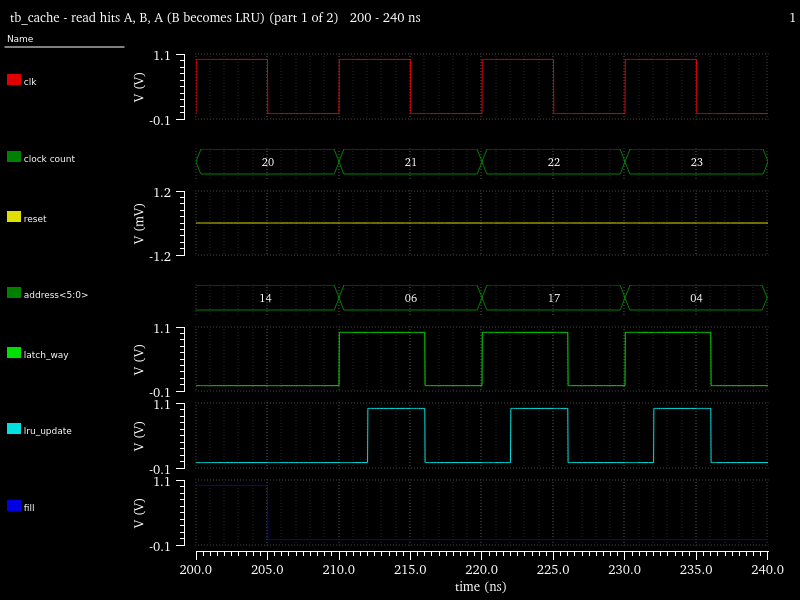 tb_cache - read hits A, B, A (B becomes LRU) (part 1 of 2)   200 - 240 ns 1
Name
clk V (V) 1.1 -0.1
clock count 20 21 22 23
reset V (mV) 1.2 -1.2
address<5:0> 14 06 17 04
latch_way V (V) 1.1 -0.1
lru_update V (V) 1.1 -0.1
fill V (V) 1.1 -0.1
200.0 205.0 210.0 215.0 220.0 225.0 230.0 235.0 240.0
time (ns)